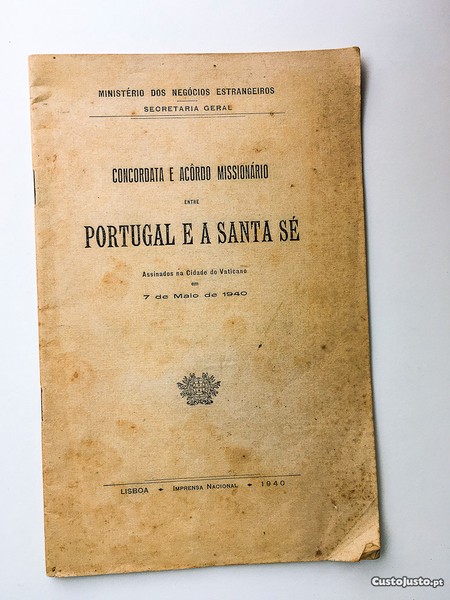 MINISTÉRIO DOS NEGÓCIOS ESTRANGEIROS
SECRETARIA GERAL
CONCORDATA E ACÔRDO MISSIONÁRIO
ENTRE
PORTUGAL E A SANTA SÉ
Assinados na Cidade do Vaticano
em
7 de Maio de 1940
LISBOA • IMPRENSA NACIONAL • 1940
CustoJusto.pt